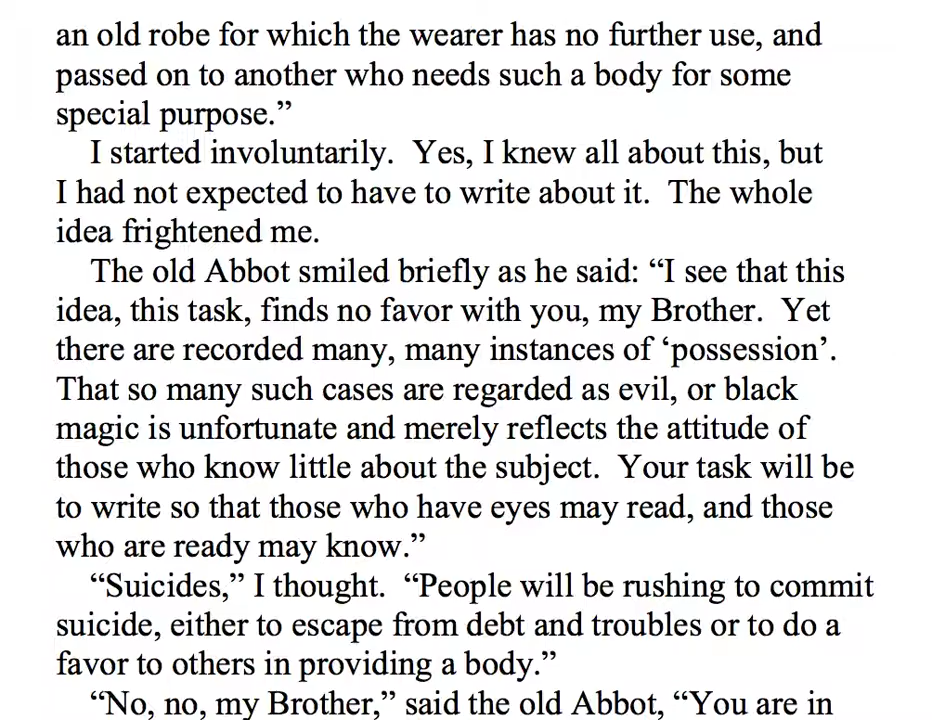 an old robe for which the wearer has no further use, and
passed on to another who needs such a body for some
special purpose.”
I started involuntarily.  Yes, I knew all about this, but
I had not expected to have to write about it.  The whole
idea frightened me.
The old Abbot smiled briefly as he said: “I see that this
idea, this task, finds no favor with you, my Brother.  Yet
there are recorded many, many instances of ‘possession’.
That so many such cases are regarded as evil, or black
magic is unfortunate and merely reflects the attitude of
those who know little about the subject.  Your task will be
to write so that those who have eyes may read, and those
who are ready may know.”
“Suicides,” I thought.  “People will be rushing to commit
suicide, either to escape from debt and troubles or to do a
favor to others in providing a body.”
“No, no, my Brother,” said the old Abbot, “You are in